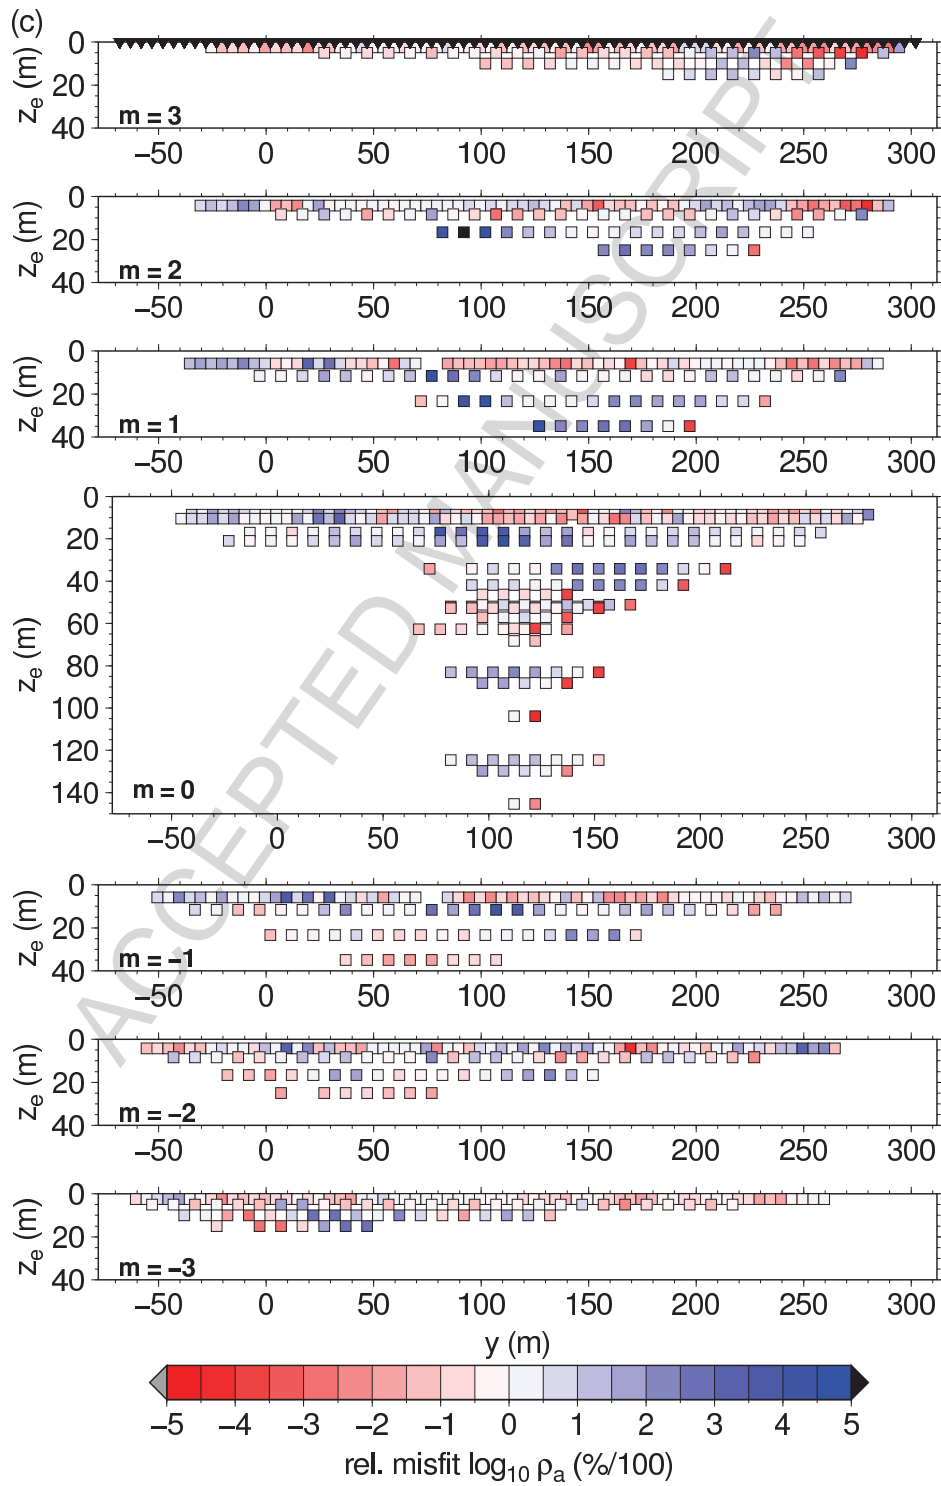 (c)
0
20
40
z_e (m)
m = 3
−50 0 50 100 150 200 250 300
0
20
40
z_e (m)
m = 2
−50 0 50 100 150 200 250 300
0
20
40
z_e (m)
m = 1
−50 0 50 100 150 200 250 300
0
20
40
60
80
100
120
140
z_e (m)
m = 0
−50 0 50 100 150 200 250 300
0
20
40
z_e (m)
m = −1
−50 0 50 100 150 200 250 300
0
20
40
z_e (m)
m = −2
−50 0 50 100 150 200 250 300
0
20
40
z_e (m)
m = −3
−50 0 50 100 150 200 250 300
y (m)
−5 −4 −3 −2 −1 0 1 2 3 4 5
rel. misfit log₁₀ ρₐ (%/100)
ACCEPTED MANUSCRIPT